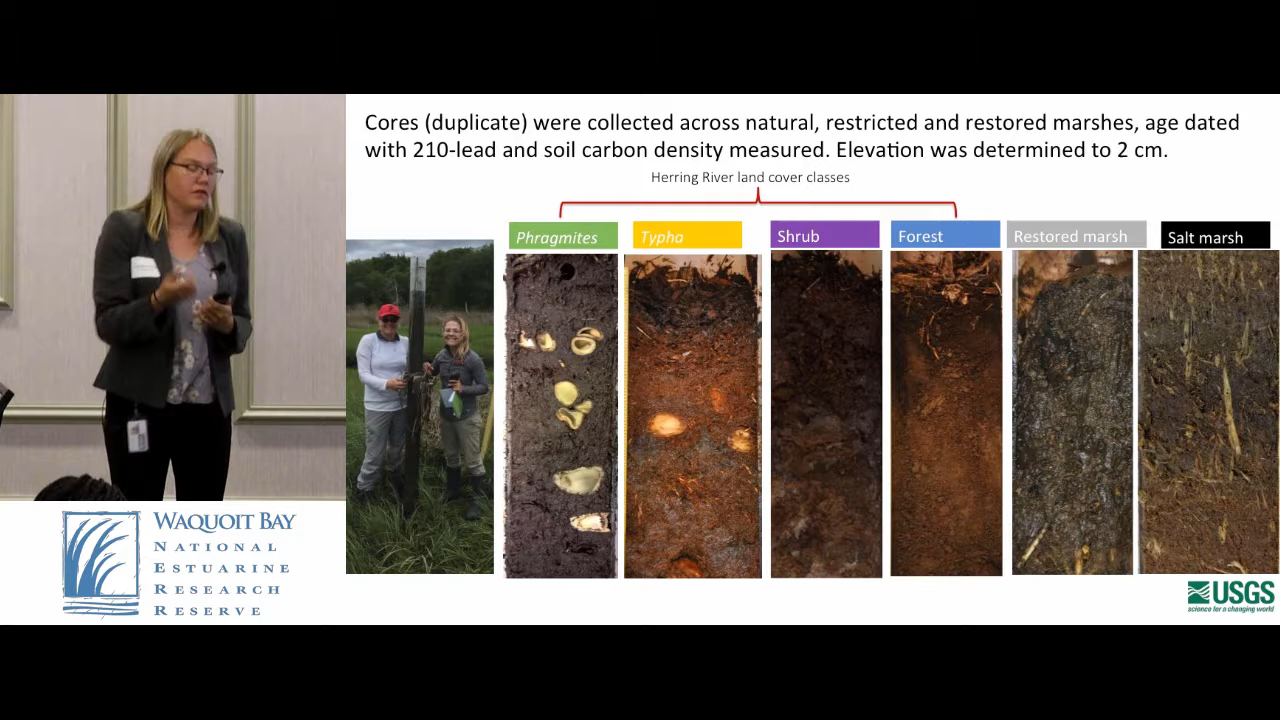 Cores (duplicate) were collected across natural, restricted and restored marshes, age dated
with 210-lead and soil carbon density measured. Elevation was determined to 2 cm.
Herring River land cover classes
Phragmites
Typha
Shrub
Forest
Restored marsh
Salt marsh
WAQUOIT BAY
NATIONAL
ESTUARINE
RESEARCH
RESERVE
USGS
science for a changing world